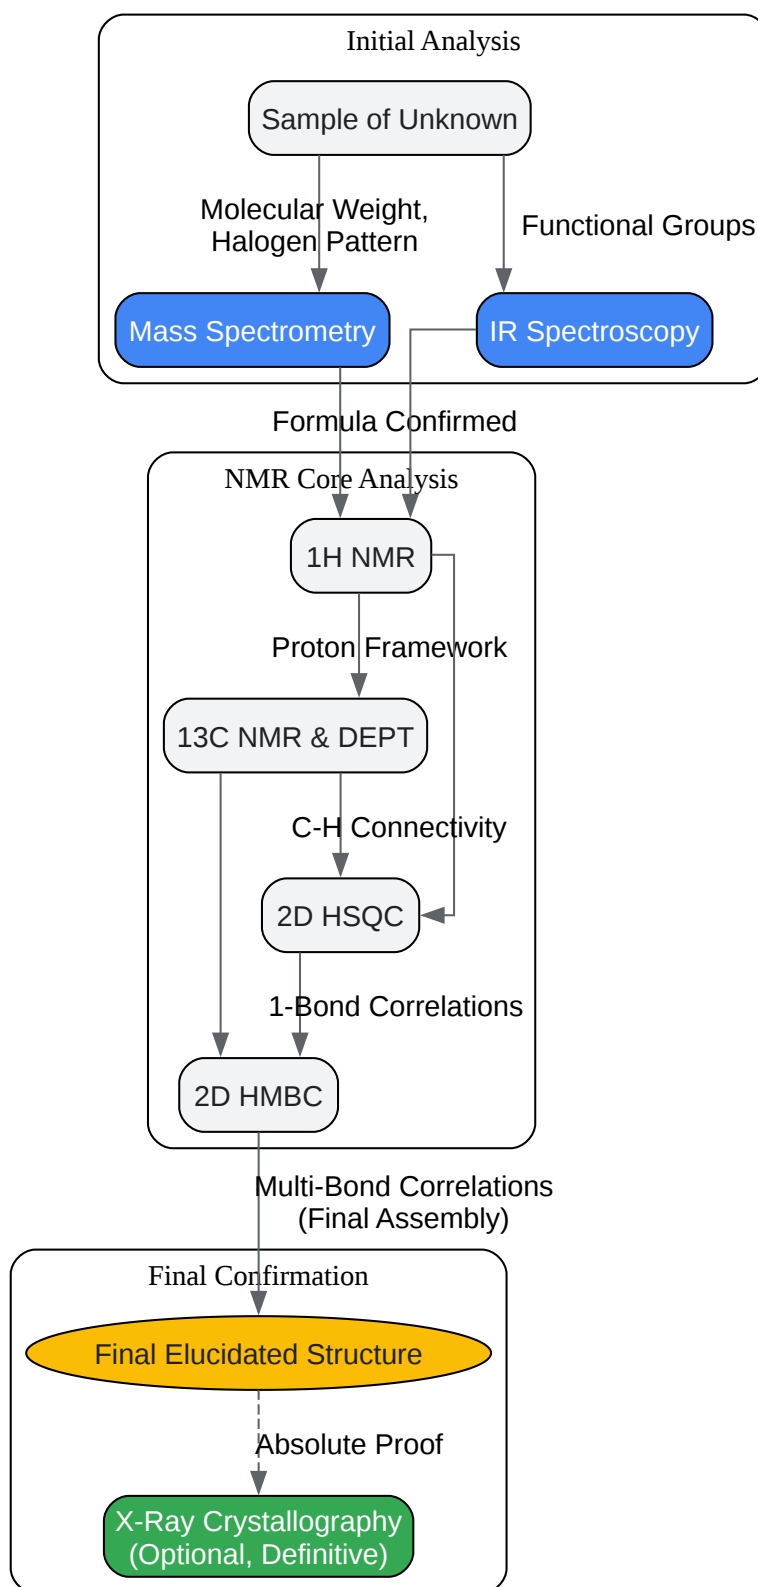 Initial Analysis
Sample of Unknown
Molecular Weight,
Halogen Pattern
Functional Groups
Mass Spectrometry
IR Spectroscopy
Formula Confirmed
NMR Core Analysis
1H NMR
Proton Framework
13C NMR & DEPT
C-H Connectivity
2D HSQC
1-Bond Correlations
2D HMBC
Multi-Bond Correlations
(Final Assembly)
Final Confirmation
Final Elucidated Structure
Absolute Proof
X-Ray Crystallography
(Optional, Definitive)